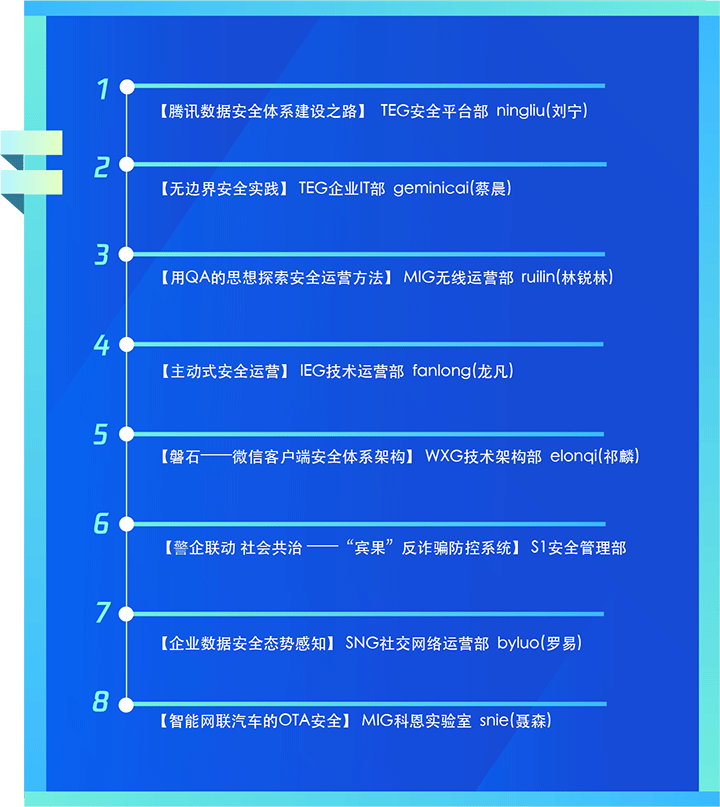 1
【腾讯数据安全体系建设之路】 TEG安全平台部 ningliu(刘宁)
2
【无边界安全实践】 TEG企业IT部 geminicai(蔡晨)
3
【用QA的思想探索安全运营方法】 MIG无线运营部 ruilin(林锐林)
4
【主动式安全运营】 IEG技术运营部 fanlong(龙凡)
5
【磐石——微信客户端安全体系架构】 WXG技术架构部 elonqi(祁麟)
6
【警企联动 社会共治 ——“宾果”反诈骗防控系统】 S1安全管理部
7
【企业数据安全态势感知】 SNG社交网络运营部 byluo(罗易)
8
【智能网联汽车的OTA安全】 MIG科恩实验室 snie(聂森)